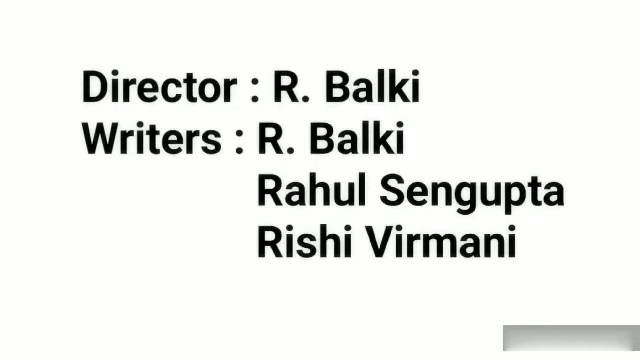 Director : R. Balki
Writers : R. Balki
Rahul Sengupta
Rishi Virmani